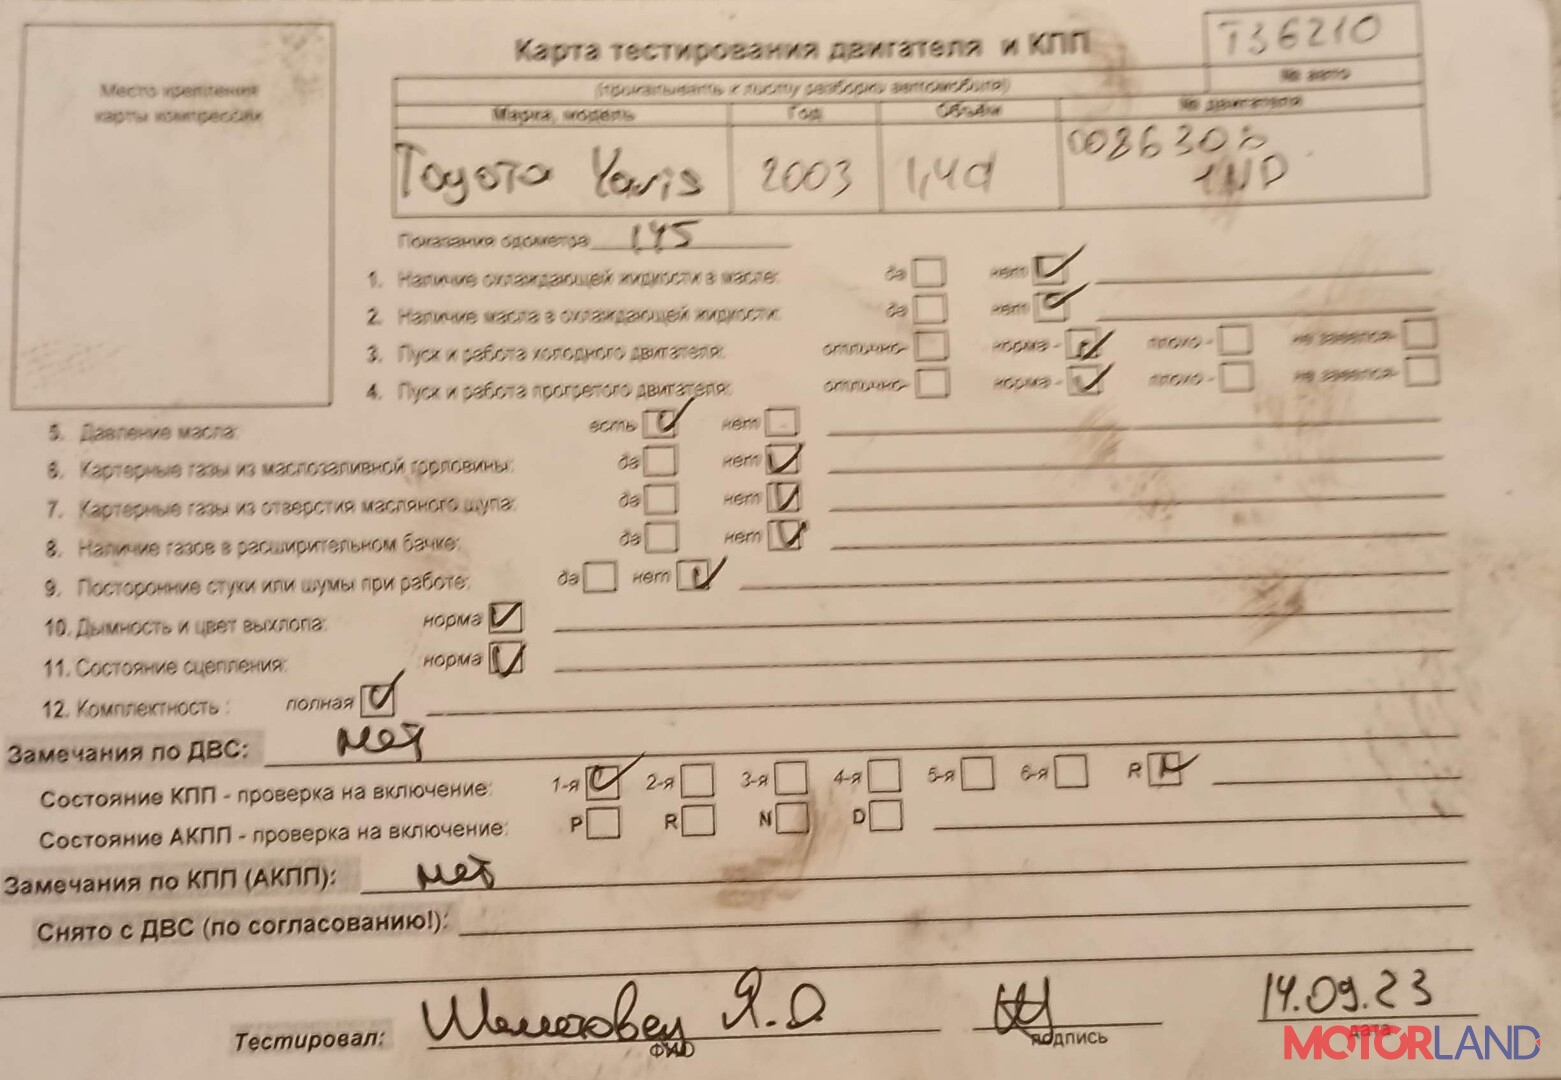 Карта тестирования двигателя и КПП
Т36210
№ авто
Место крепления
карты компрессии
(прикалывать к листу разборки автомобиля)
Марка, модель Год Объём № двигателя
Toyota Yaris 2003 1,4d
1ND
Показания одометра 145
1. Наличие охлаждающей жидкости в масле: да нет
2. Наличие масла в охлаждающей жидкости: да нет
3. Пуск и работа холодного двигателя: отлично- норма - плохо - не завелся-
4. Пуск и работа прогретого двигателя: отлично- норма - плохо - не завелся-
5. Давление масла: есть нет
6. Картерные газы из маслозаливной горловины: да нет
7. Картерные газы из отверстия масляного щупа: да нет
8. Наличие газов в расширительном бачке: да нет
9. Посторонние стуки или шумы при работе: да нет
10. Дымность и цвет выхлопа: норма
11. Состояние сцепления: норма
12. Комплектность : полная
Замечания по ДВС: нет
Состояние КПП - проверка на включение: 1-я 2-я 3-я 4-я 5-я 6-я R
Состояние АКПП - проверка на включение: P R N D
Замечания по КПП (АКПП): нет
Снято с ДВС (по согласованию!):
Тестировал: Я.О. 14.09.23
ФИО подпись дата
MOTORLAND